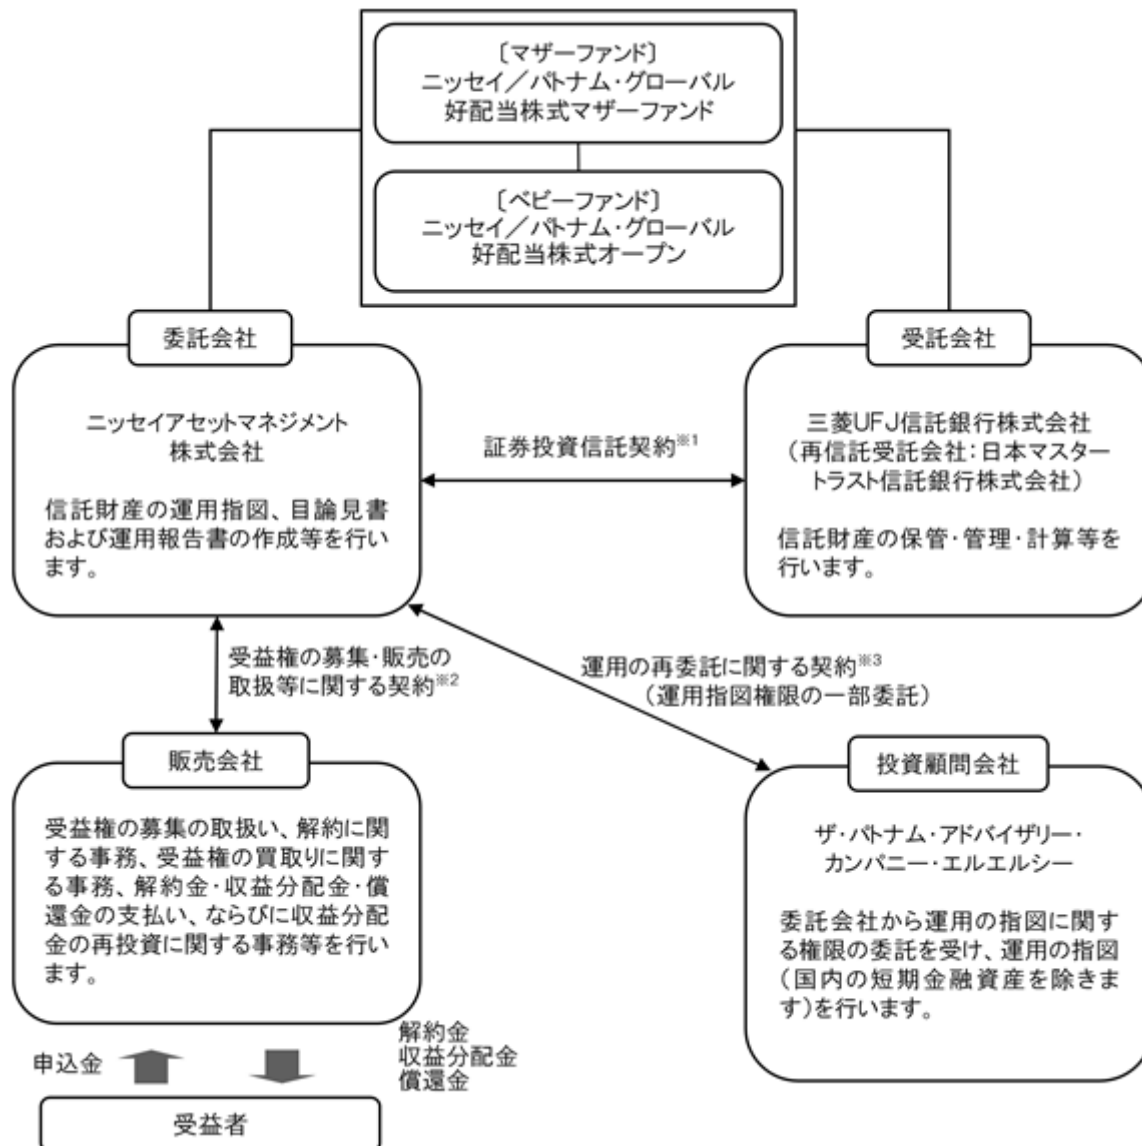 〔マザーファンド〕
ニッセイ／パトナム・グローバル
好配当株式マザーファンド
〔ベビーファンド〕
ニッセイ／パトナム・グローバル
好配当株式オープン
委託会社
ニッセイアセットマネジメント
株式会社
信託財産の運用指図、目論見書
および運用報告書の作成等を行い
ます。
証券投資信託契約※1
受託会社
三菱UFJ信託銀行株式会社
（再信託受託会社：日本マスター
トラスト信託銀行株式会社）
信託財産の保管・管理・計算等を
行います。
受益権の募集・販売の
取扱等に関する契約※2
運用の再委託に関する契約※3
（運用指図権限の一部委託）
販売会社
受益権の募集の取扱い、解約に関
する事務、受益権の買取りに関す
る事務、解約金・収益分配金・償
還金の支払い、ならびに収益分配
金の再投資に関する事務等を行い
ます。
投資顧問会社
ザ・パトナム・アドバイザリー・
カンパニー・エルエルシー
委託会社から運用の指図に関す
る権限の委託を受け、運用の指図
（国内の短期金融資産を除きま
す）を行います。
申込金
解約金
収益分配金
償還金
受益者